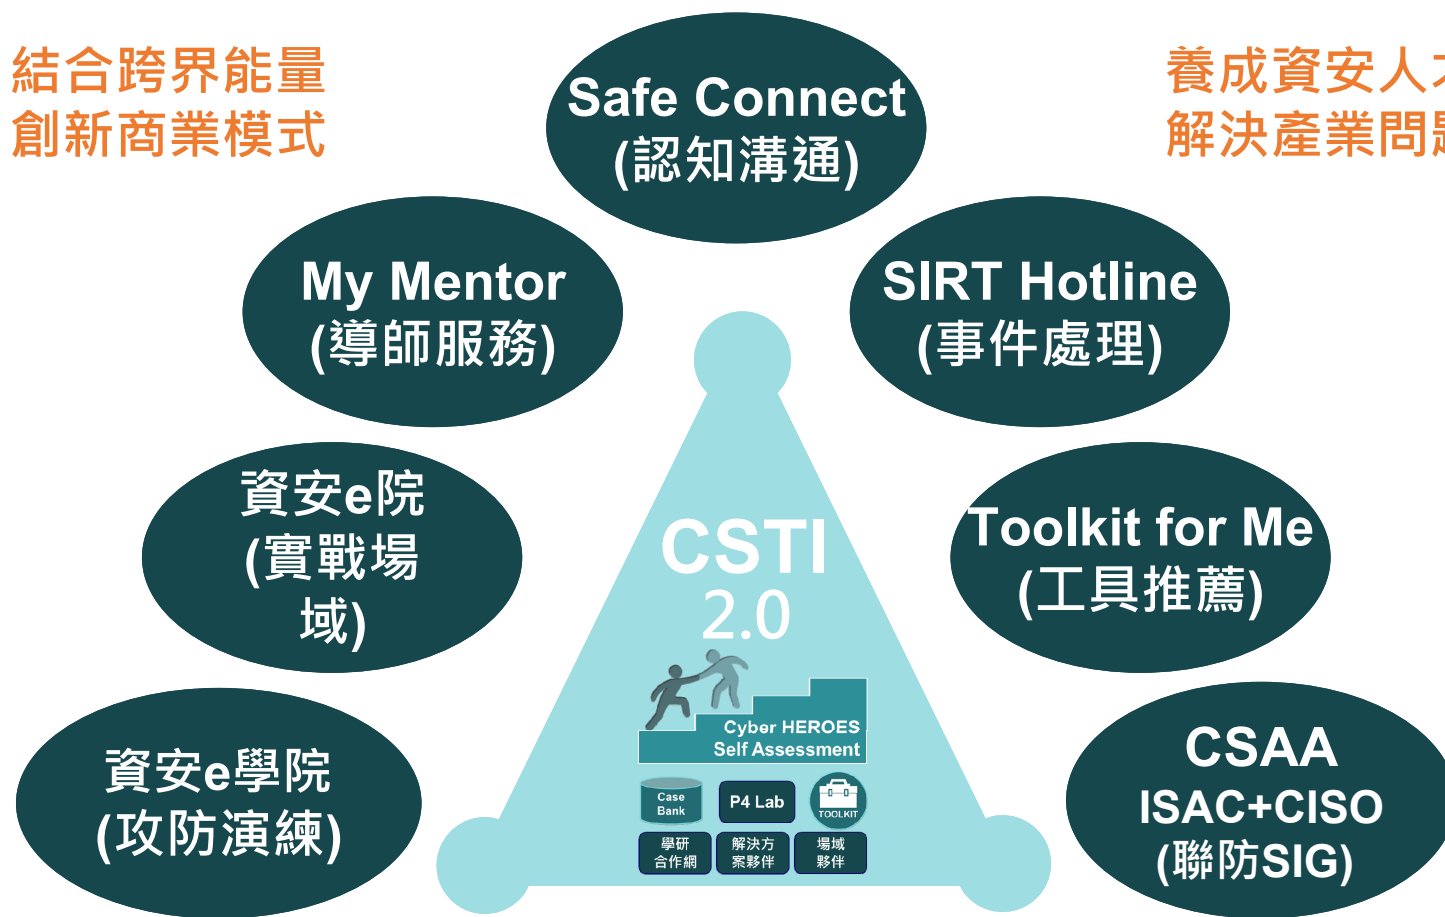 結合跨界能量
創新商業模式
養成資安人才
解決產業問題
Safe Connect
(認知溝通)
My Mentor
(導師服務)
SIRT Hotline
(事件處理)
資安e院
(實戰場
域)
Toolkit for Me
(工具推薦)
資安e學院
(攻防演練)
CSAA
ISAC+CISO
(聯防SIG)
CSTI
2.0
Cyber HEROES
Self Assessment
Case
Bank
P4 Lab
TOOLKIT
學研
合作網
解決方
案夥伴
場域
夥伴